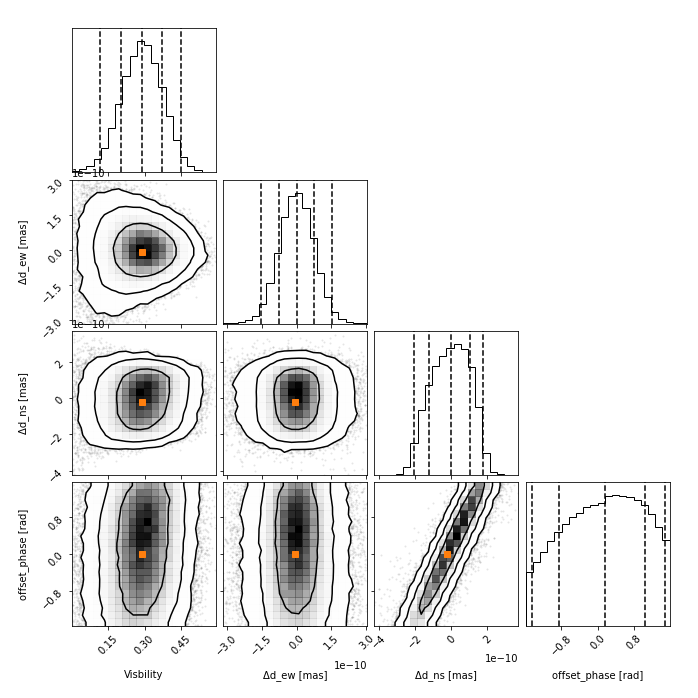 1e−10
3.0
1.5
0.0
−1.5
−3.0
Δd_ew [mas]
1e−10
2
0
−2
−4
Δd_ns [mas]
0.8
0.0
−0.8
offset_phase [rad]
0.15 0.30 0.45
−3.0 −1.5 0.0 1.5 3.0
−4 −2 0 2
−0.8 0.0 0.8
1e−10 1e−10
Visbility Δd_ew [mas] Δd_ns [mas] offset_phase [rad]